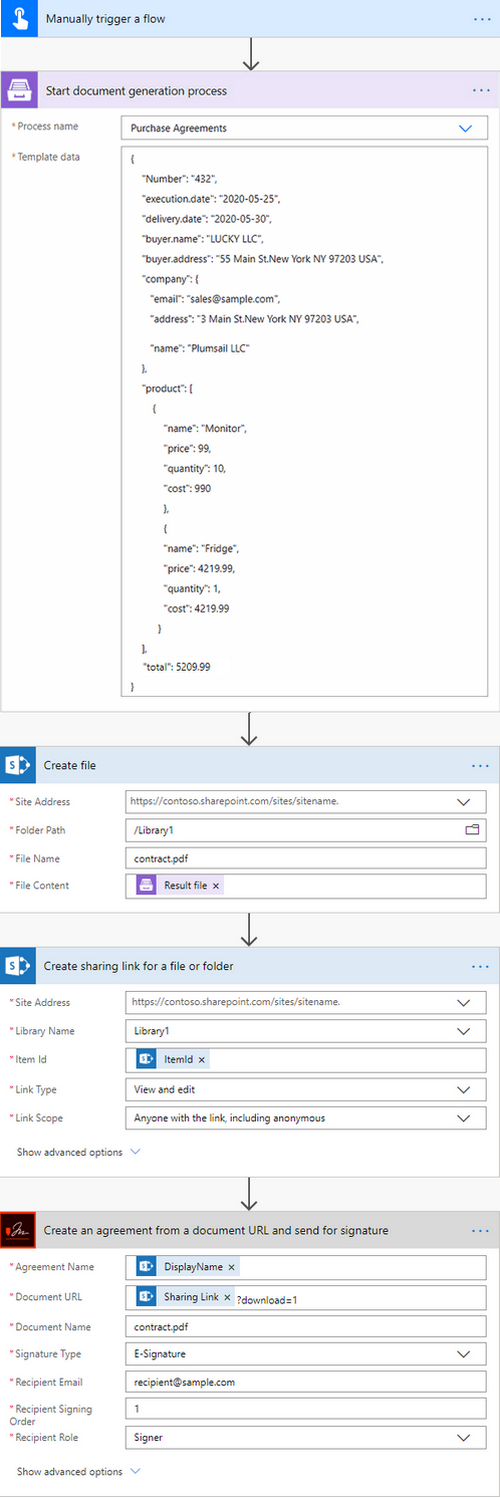 Manually trigger a flow
Start document generation process
* Process name
Purchase Agreements
* Template data
{
"Number": "432",
"execution.date": "2020-05-25",
"delivery.date": "2020-05-30",
"buyer.name": "LUCKY LLC",
"buyer.address": "55 Main St.New York NY 97203 USA",
"company": {
"email": "sales@sample.com",
"address": "3 Main St.New York NY 97203 USA",
"name": "Plumsail LLC"
},
"product": [
{
"name": "Monitor",
"price": 99,
"quantity": 10,
"cost": 990
},
{
"name": "Fridge",
"price": 4219.99,
"quantity": 1,
"cost": 4219.99
}
],
"total": 5209.99
}
Create file
* Site Address
https://contoso.sharepoint.com/sites/sitename.
* Folder Path
/Library1
* File Name
contract.pdf
* File Content
Result file ×
Create sharing link for a file or folder
* Site Address
https://contoso.sharepoint.com/sites/sitename.
* Library Name
Library1
* Item Id
ItemId ×
* Link Type
View and edit
* Link Scope
Anyone with the link, including anonymous
Show advanced options
Create an agreement from a document URL and send for signature
* Agreement Name
DisplayName ×
* Document URL
Sharing Link × ?download=1
* Document Name
contract.pdf
* Signature Type
E-Signature
* Recipient Email
recipient@sample.com
* Recipient Signing
Order
1
* Recipient Role
Signer
Show advanced options